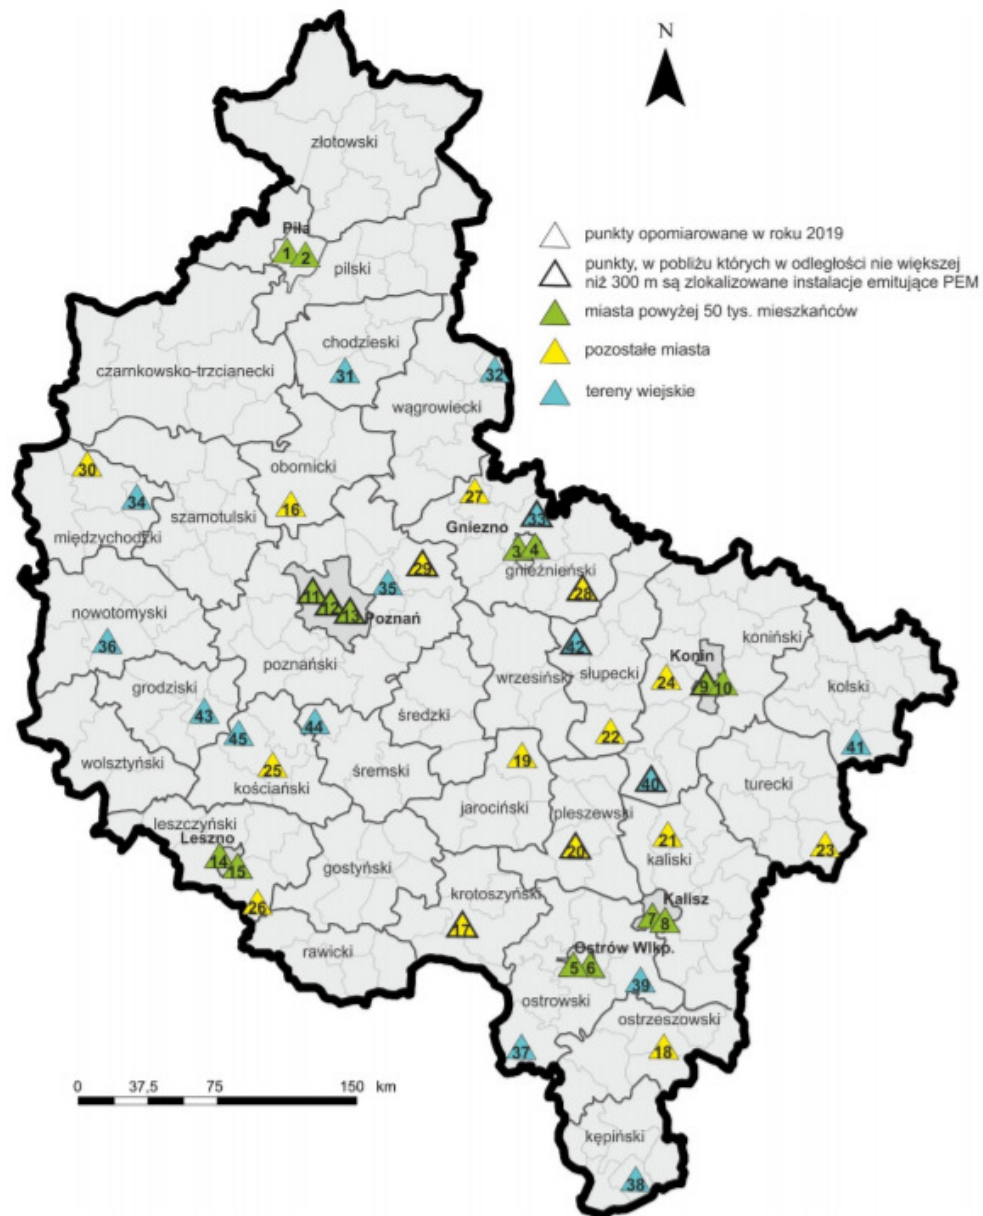 N
złotowski
Piła
1
2
pilski
punkty opomiarowane w roku 2019
punkty, w pobliżu których w odległości nie większej
niż 300 m są zlokalizowane instalacje emitujące PEM
miasta powyżej 50 tys. mieszkańców
pozostałe miasta
tereny wiejskie
chodzieski
czarnkowsko-trzcianecki
31
32
wągrowiecki
30
obornicki
34
16
27
szamotulski
33
Gniezno
międzychodzki
3
4
gnieźnieński
29
28
35
11
12
13
Poznań
nowotomyski
36
42
koniński
Konin
poznański
wrzesiński
słupecki
24
9
10
kolski
grodziski
43
44
45
średzki
22
41
wolsztyński
25
kościański
śremski
19
40
turecki
jarociński
pleszewski
leszczyński
Leszno
14
15
20
21
kaliski
23
gostyński
26
krotoszyński
17
Kalisz
7
8
rawicki
Ostrów Wlkp.
5
6
39
ostrowski
ostrzeszowski
37
18
0 37,5 75 150 km
kępiński
38